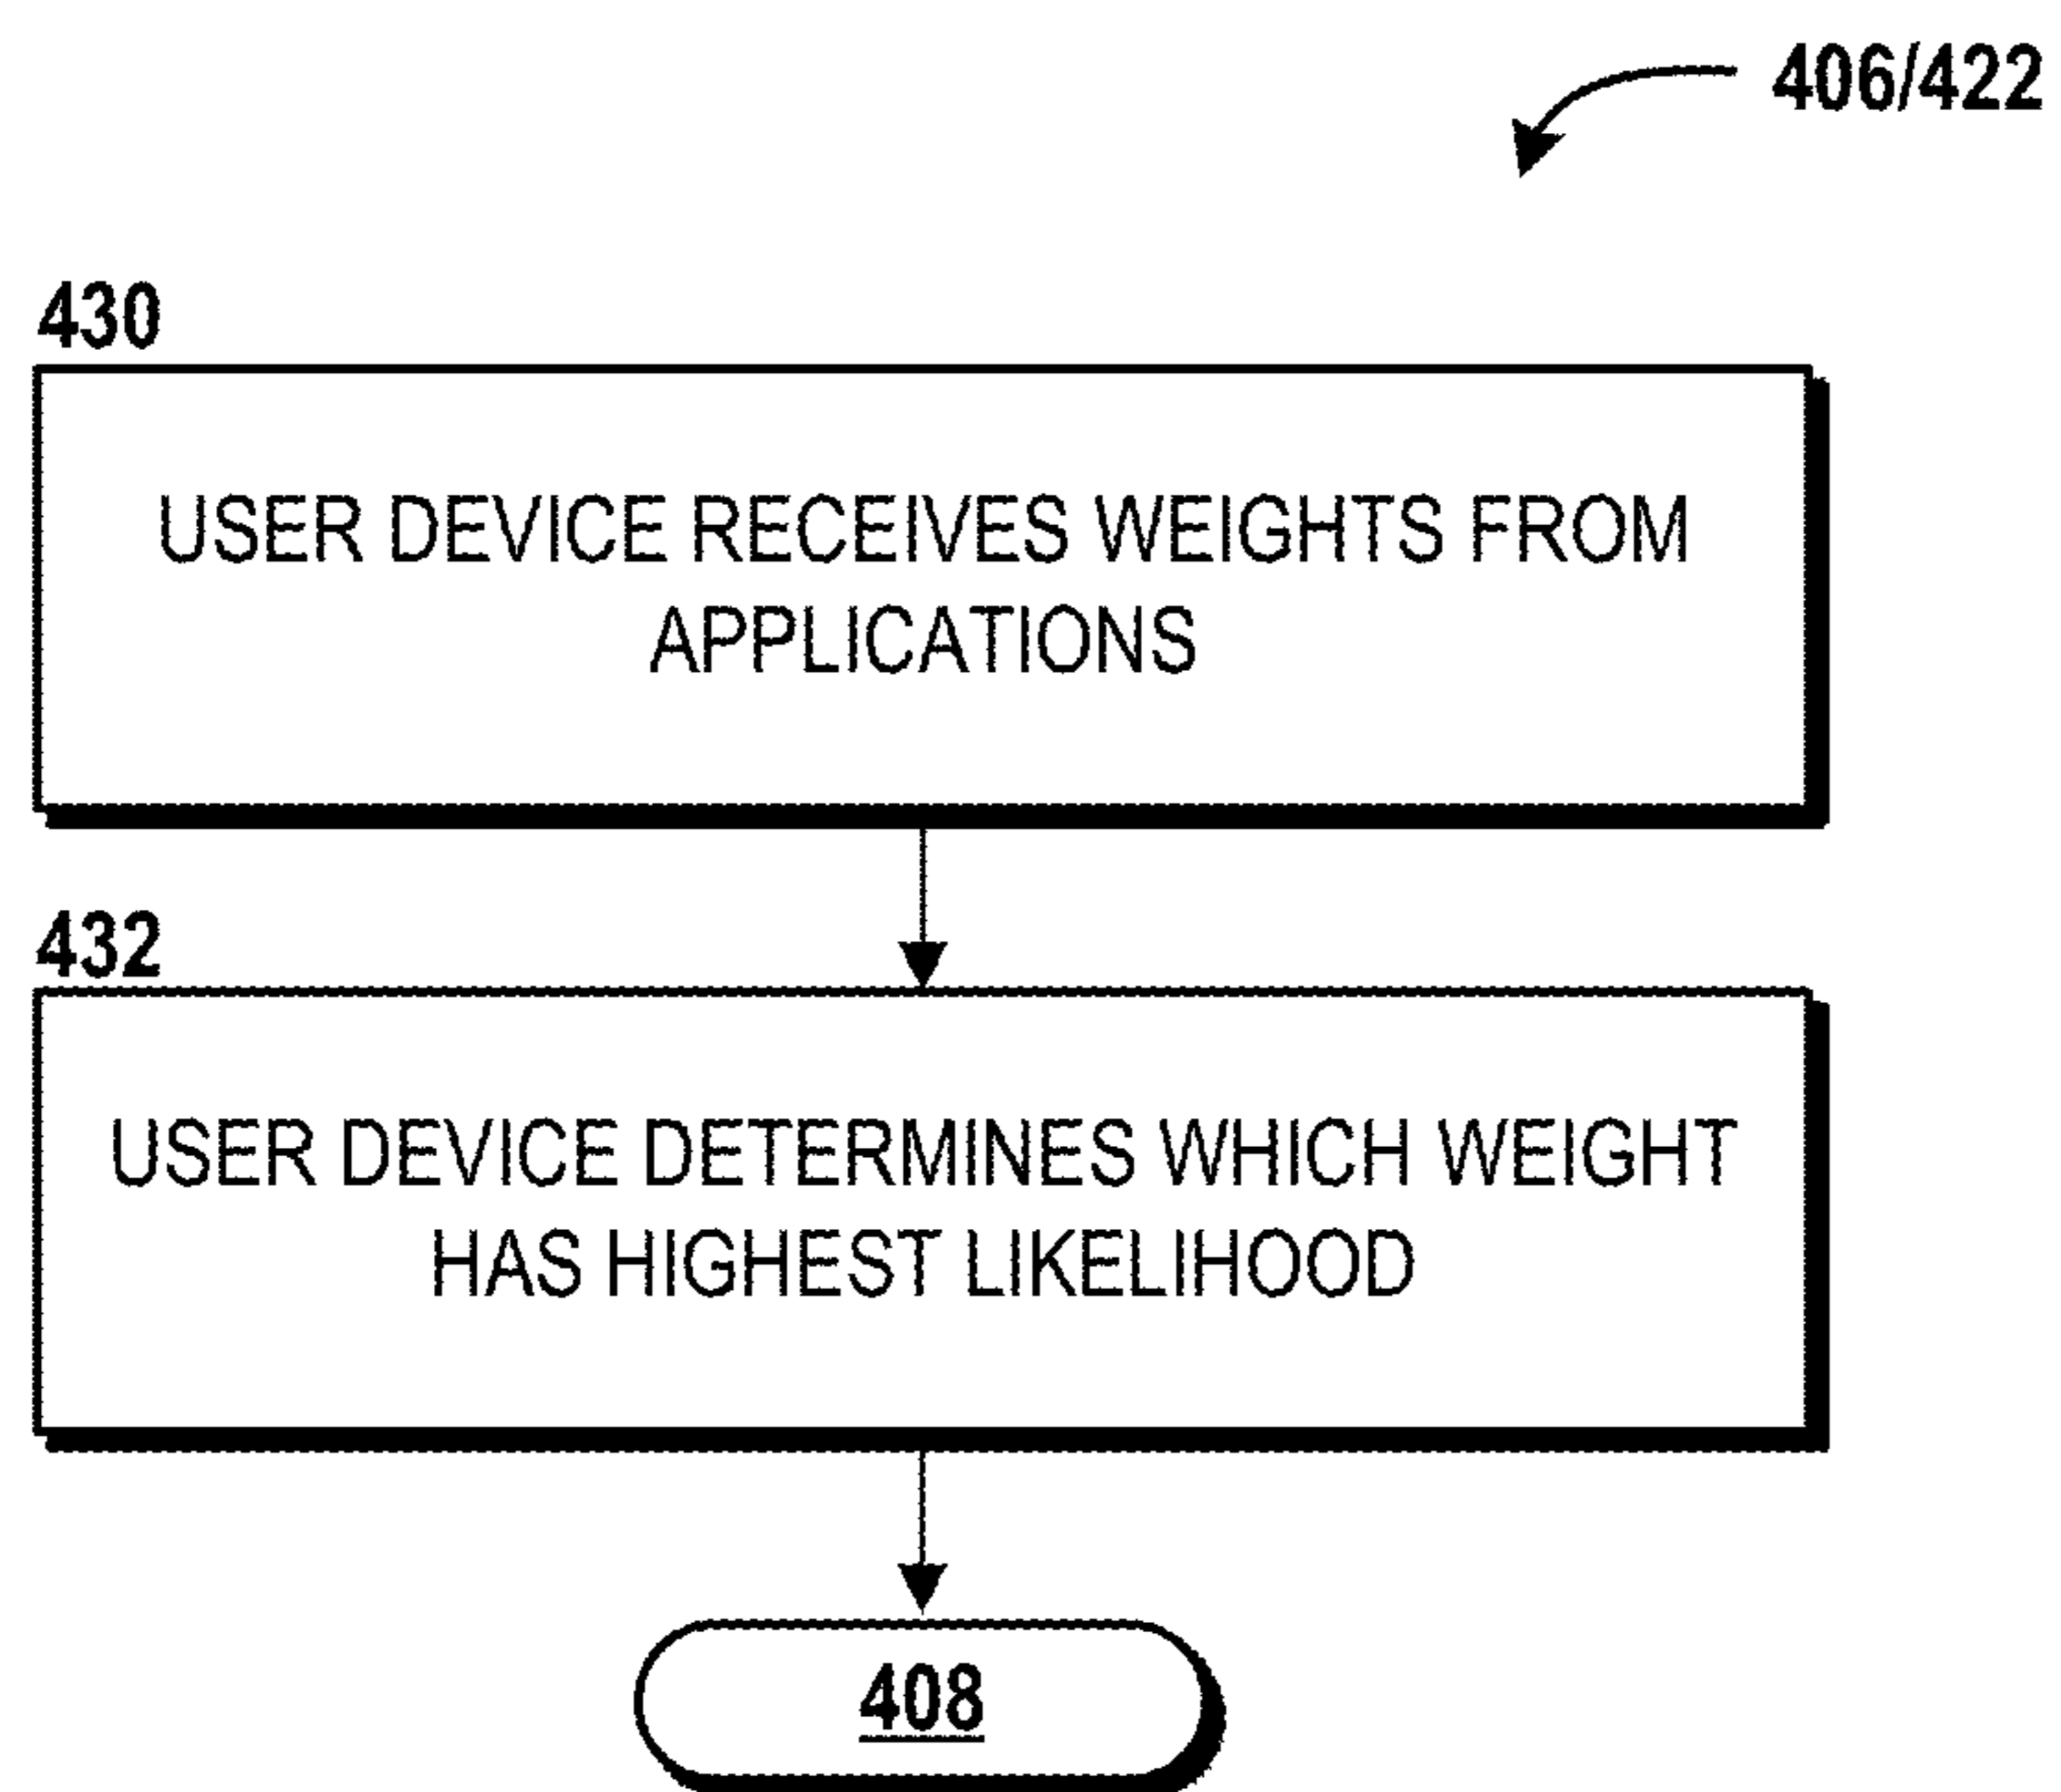 406/422
430
USER DEVICE RECEIVES WEIGHTS FROM
APPLICATIONS
432
USER DEVICE DETERMINES WHICH WEIGHT
HAS HIGHEST LIKELIHOOD
408